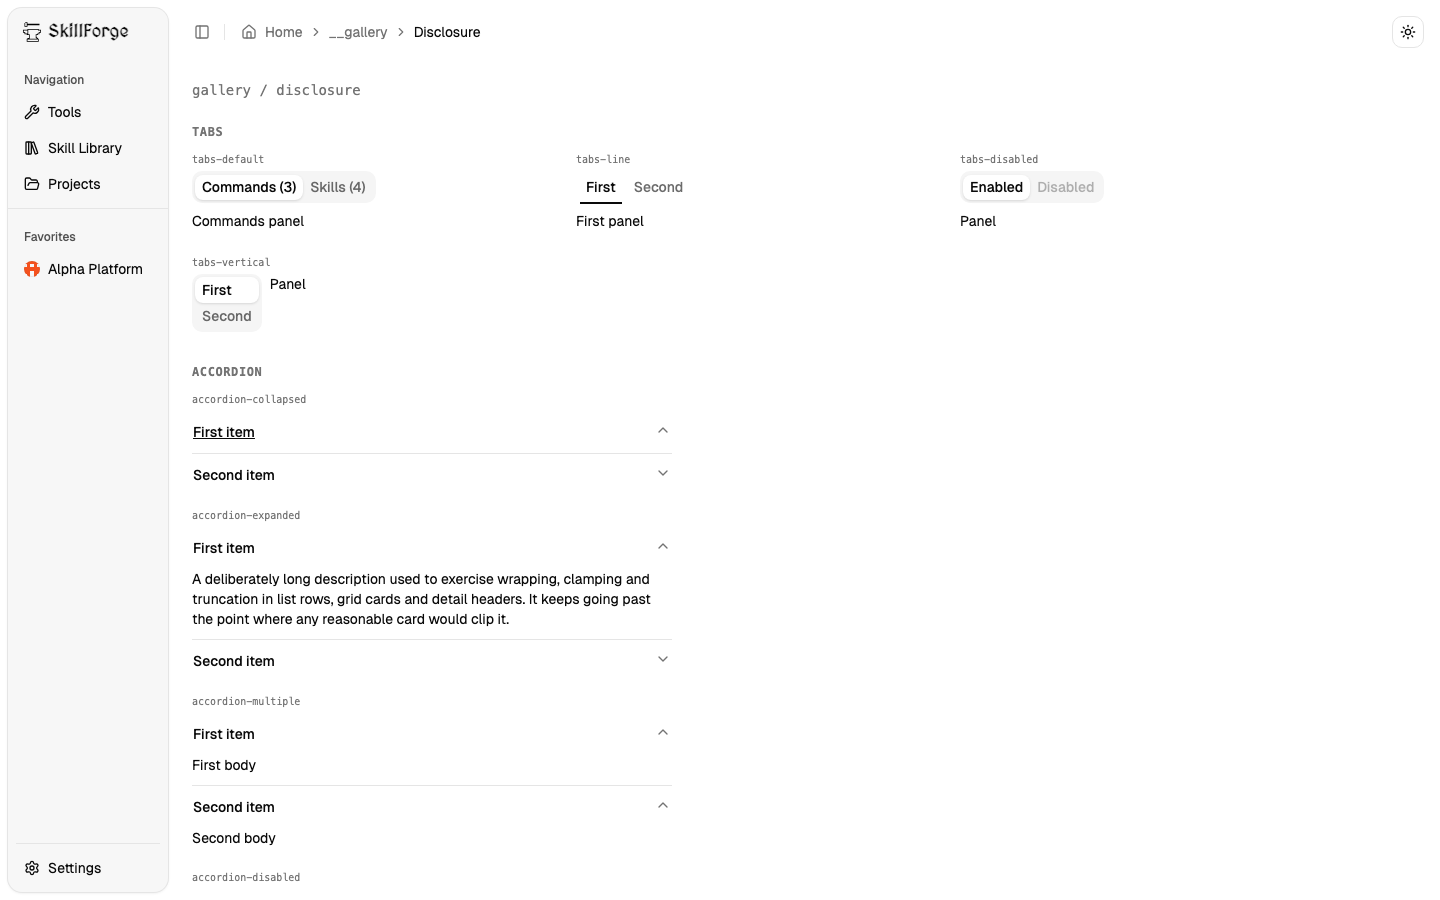 SkillForge
Home
__gallery
Disclosure
Navigation
Tools
Skill Library
Projects
Favorites
Alpha Platform
Settings
gallery / disclosure
TABS
tabs-default
Commands (3)
Skills (4)
Commands panel
tabs-line
First
Second
First panel
tabs-disabled
Enabled
Disabled
Panel
tabs-vertical
First
Second
Panel
ACCORDION
accordion-collapsed
First item
Second item
accordion-expanded
First item
A deliberately long description used to exercise wrapping, clamping and
truncation in list rows, grid cards and detail headers. It keeps going past
the point where any reasonable card would clip it.
Second item
accordion-multiple
First item
First body
Second item
Second body
accordion-disabled